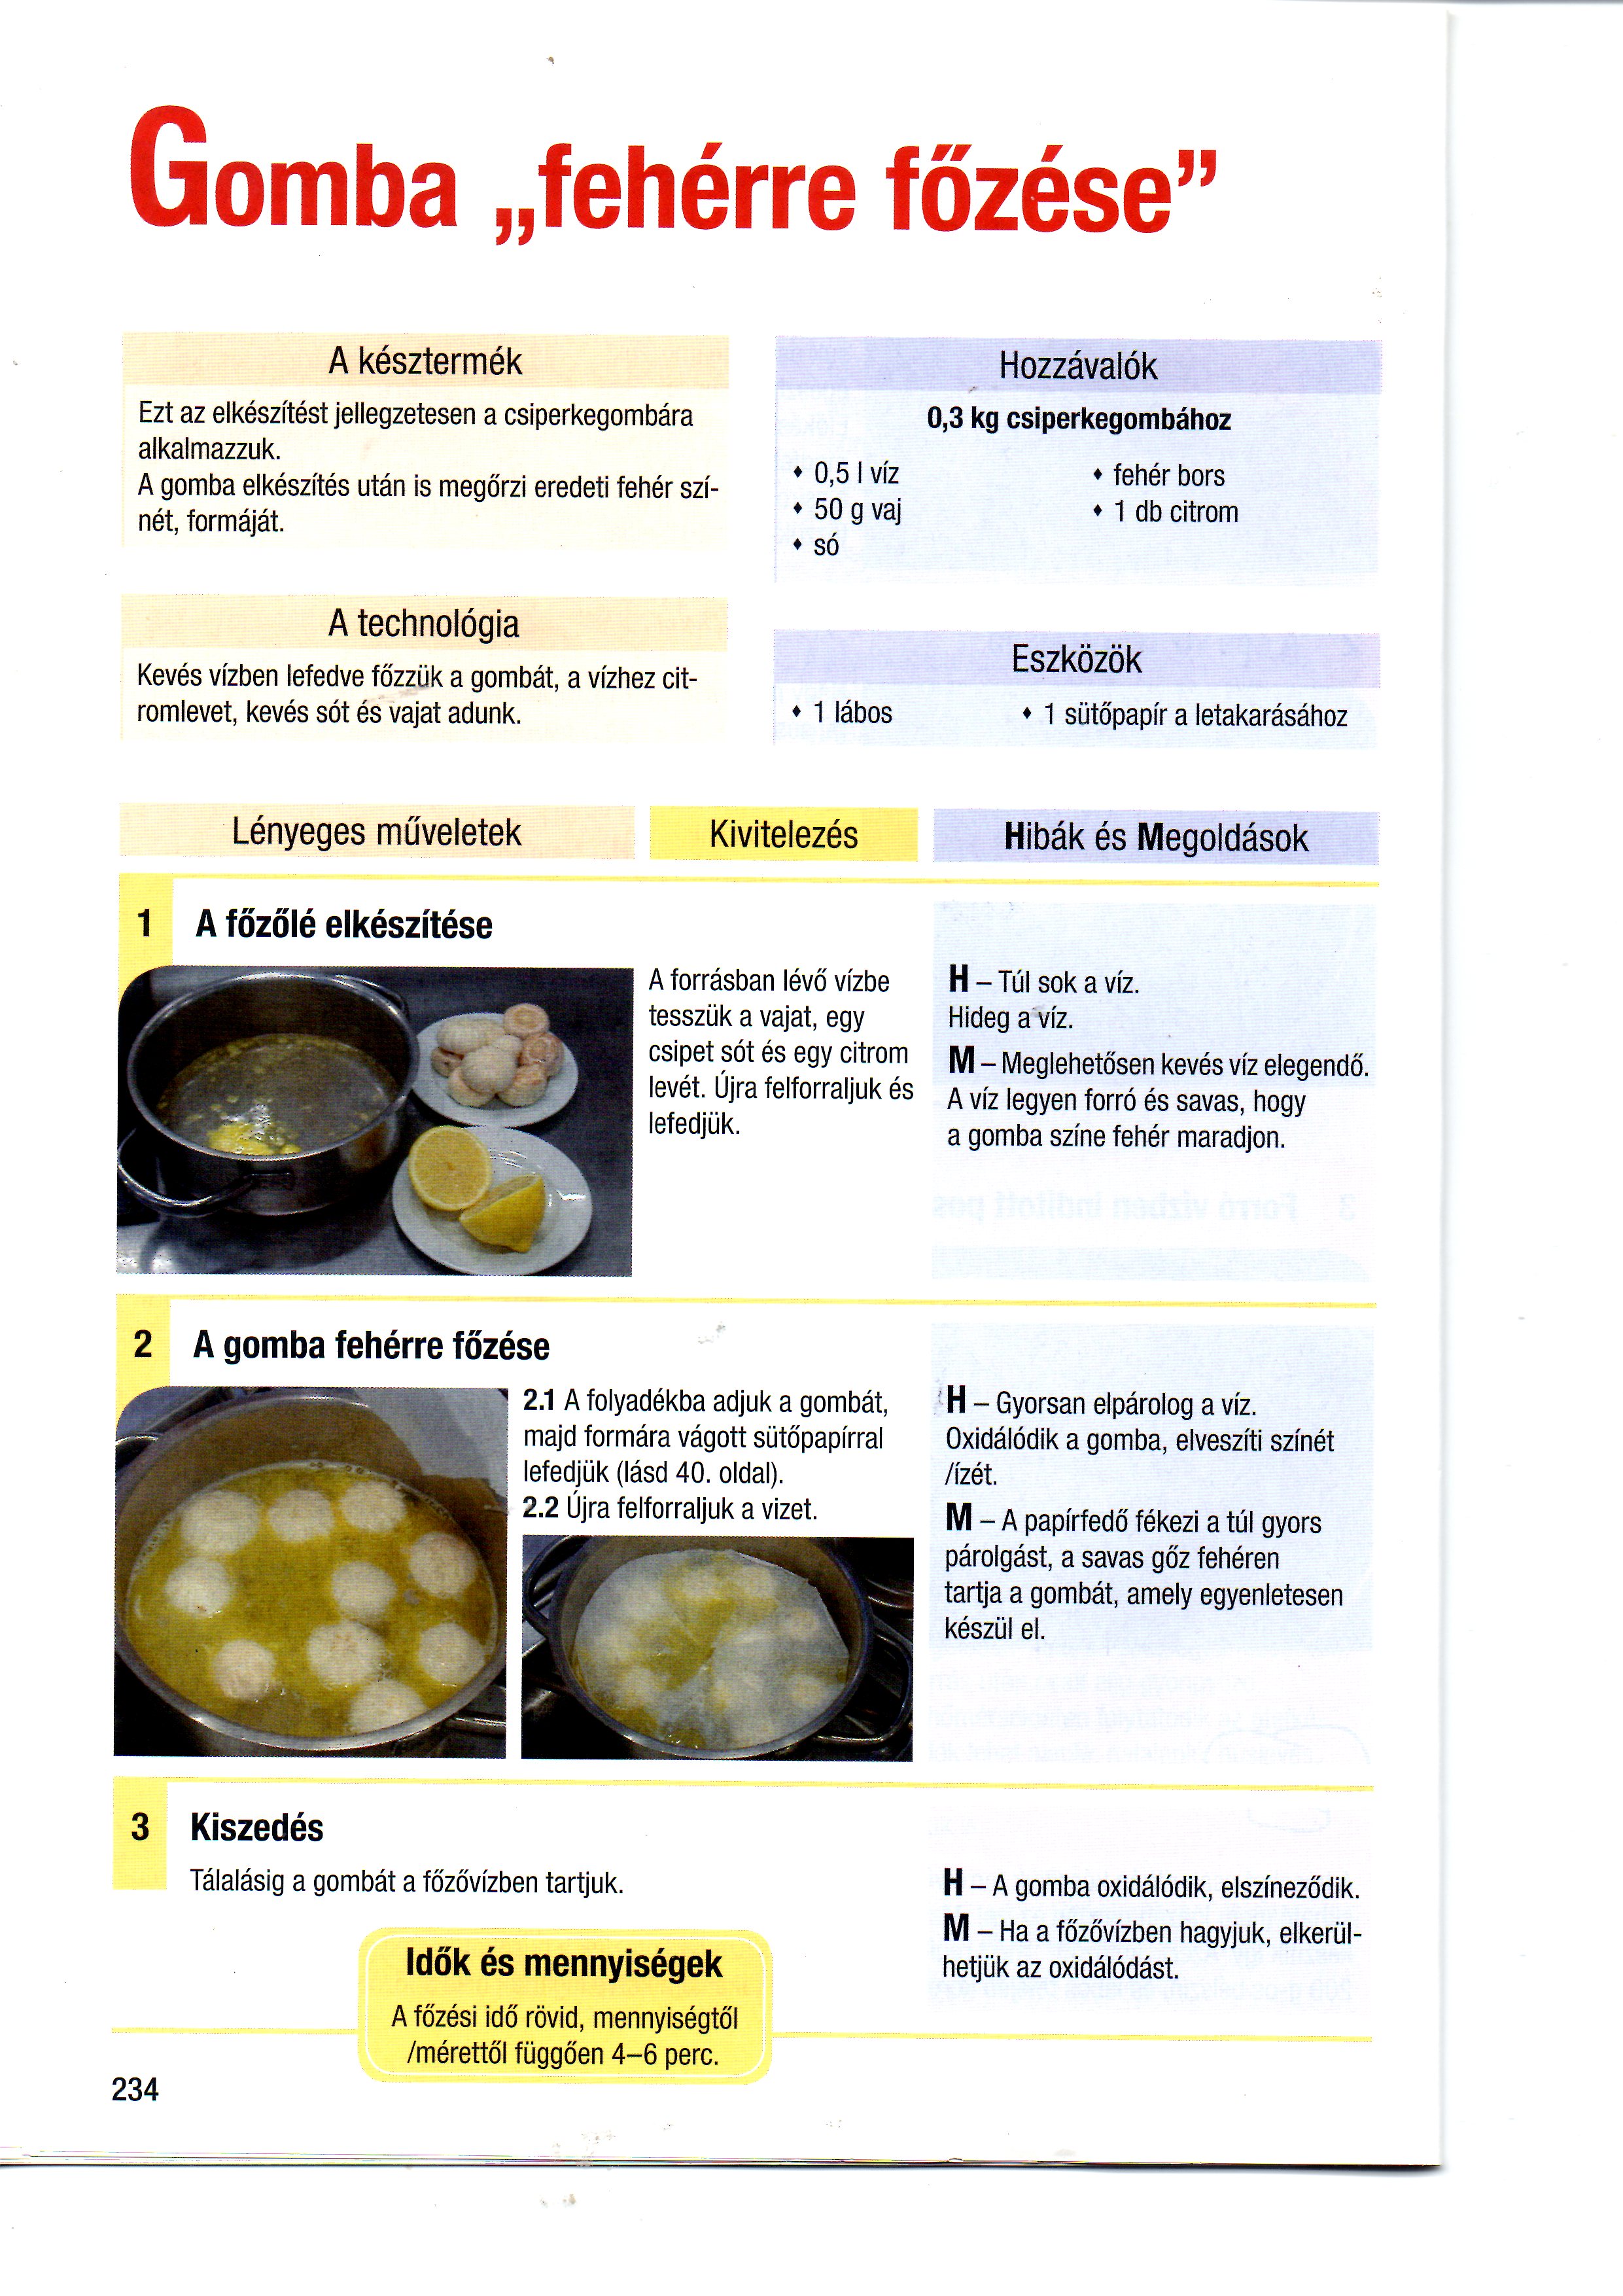 Gomba „fehérre főzése”
A késztermék
Ezt az elkészítést jellegzetesen a csiperkegombára
alkalmazzuk.
A gomba elkészítés után is megőrzi eredeti fehér szí-
nét, formáját.
A technológia
Kevés vízben lefedve főzzük a gombát, a vízhez cit-
romlevet, kevés sót és vajat adunk.
Hozzávalók
0,3 kg csiperkegombához
♦ 0,5 l víz
♦ 50 g vaj
♦ só
♦ fehér bors
♦ 1 db citrom
Eszközök
♦ 1 lábos
♦ 1 sütőpapír a letakarásához
Lényeges műveletek
Kivitelezés
Hibák és Megoldások
1 A főzőlé elkészítése
A forrásban lévő vízbe
tesszük a vajat, egy
csipet sót és egy citrom
levét. Újra felforraljuk és
lefedjük.
H – Túl sok a víz.
Hideg a víz.
M – Meglehetősen kevés víz elegendő.
A víz legyen forró és savas, hogy
a gomba színe fehér maradjon.
2 A gomba fehérre főzése
2.1 A folyadékba adjuk a gombát,
majd formára vágott sütőpapírral
lefedjük (lásd 40. oldal).
2.2 Újra felforraljuk a vizet.
H – Gyorsan elpárolog a víz.
Oxidálódik a gomba, elveszíti színét
/ízét.
M – A papírfedő fékezi a túl gyors
párolgást, a savas gőz fehéren
tartja a gombát, amely egyenletesen
készül el.
3 Kiszedés
Tálalásig a gombát a főzővízben tartjuk.
H – A gomba oxidálódik, elszíneződik.
M – Ha a főzővízben hagyjuk, elkerül-
hetjük az oxidálódást.
Idők és mennyiségek
A főzési idő rövid, mennyiségtől
/mérettől függően 4–6 perc.
234